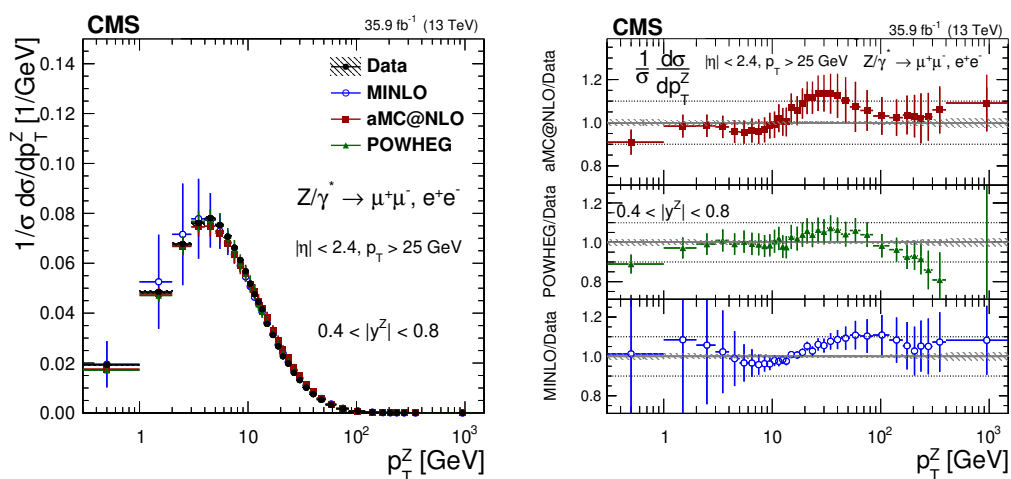 CMS
35.9 fb⁻¹ (13 TeV)
1/σ dσ/dp_T^Z [1/GeV]
0.14
0.12
0.10
0.08
0.06
0.04
0.02
0.00
Data
MINLO
aMC@NLO
POWHEG
Z/γ* → μ⁺μ⁻, e⁺e⁻
|η| < 2.4, p_T > 25 GeV
0.4 < |y^Z| < 0.8
1 10 10² 10³
p_T^Z [GeV]
CMS
35.9 fb⁻¹ (13 TeV)
1/σ dσ/dp_T^Z
|η| < 2.4, p_T > 25 GeV Z/γ* → μ⁺μ⁻, e⁺e⁻
aMC@NLO/Data
1.2
1.0
0.8
0.4 < |y^Z| < 0.8
POWHEG/Data
1.2
1.0
0.8
MINLO/Data
1.2
1.0
0.8
1 10 10² 10³
p_T^Z [GeV]